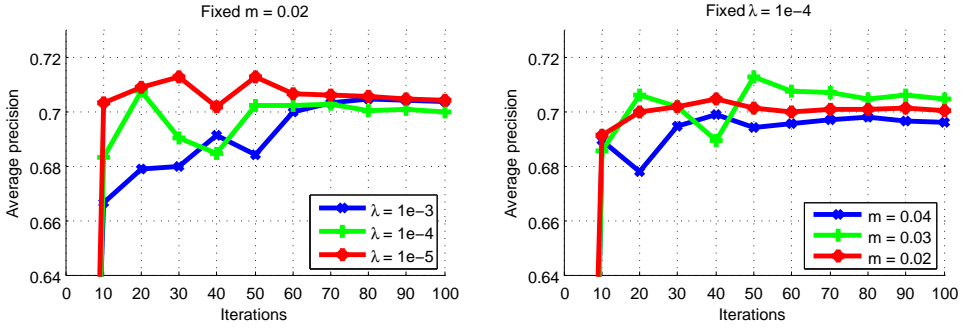 Fixed m = 0.02
Average precision
0.72
0.7
0.68
0.66
0.64
0 10 20 30 40 50 60 70 80 90 100
Iterations
λ = 1e−3
λ = 1e−4
λ = 1e−5
Fixed λ = 1e−4
Average precision
0.72
0.7
0.68
0.66
0.64
0 10 20 30 40 50 60 70 80 90 100
Iterations
m = 0.04
m = 0.03
m = 0.02